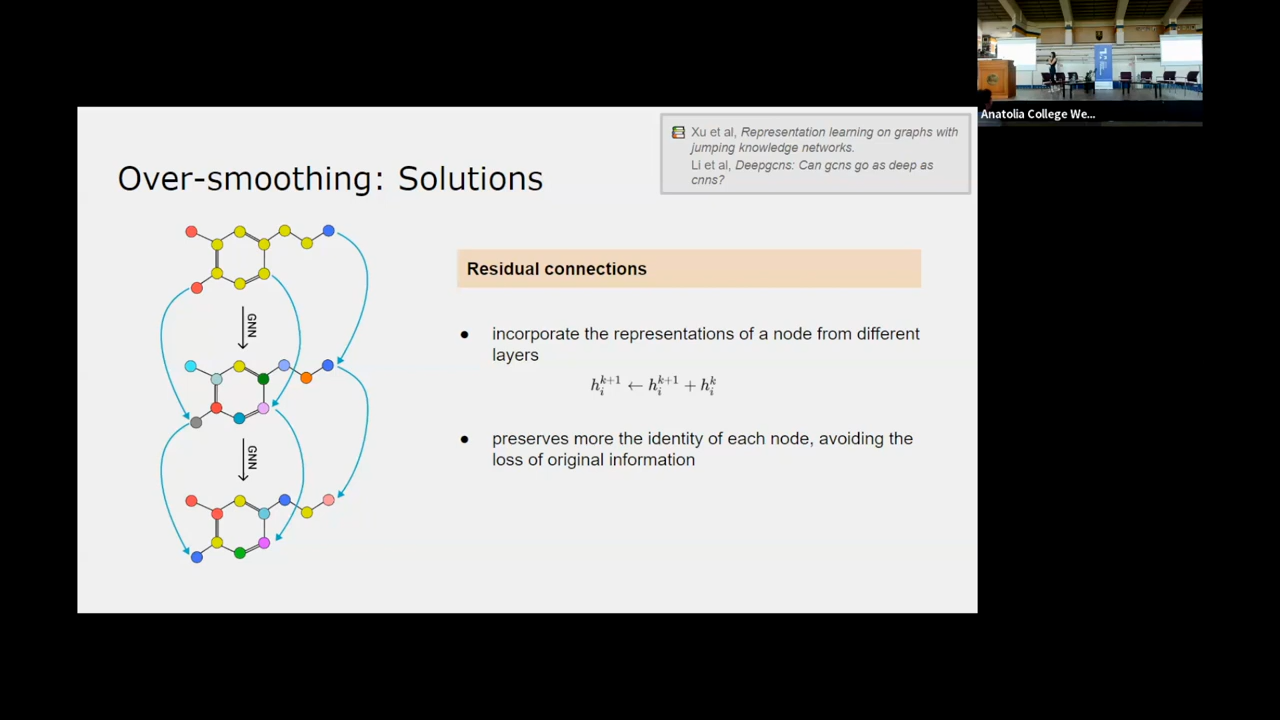 Anatolia College We...
Xu et al, Representation learning on graphs with
jumping knowledge networks.
Li et al, Deepgcns: Can gcns go as deep as
cnns?
Over-smoothing: Solutions
GNN
GNN
Residual connections
● incorporate the representations of a node from different
layers
h_i^{k+1} ← h_i^{k+1} + h_i^k
● preserves more the identity of each node, avoiding the
loss of original information